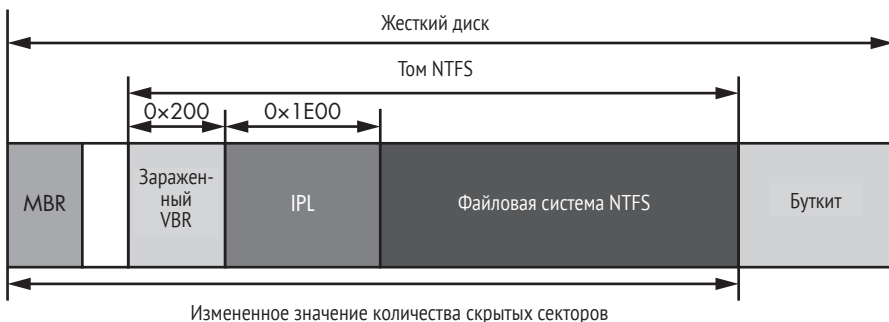 Жесткий диск
Том NTFS
0×200
0×1E00
MBR
Заражен-
ный
VBR
IPL
Файловая система NTFS
Буткит
Измененное значение количества скрытых секторов